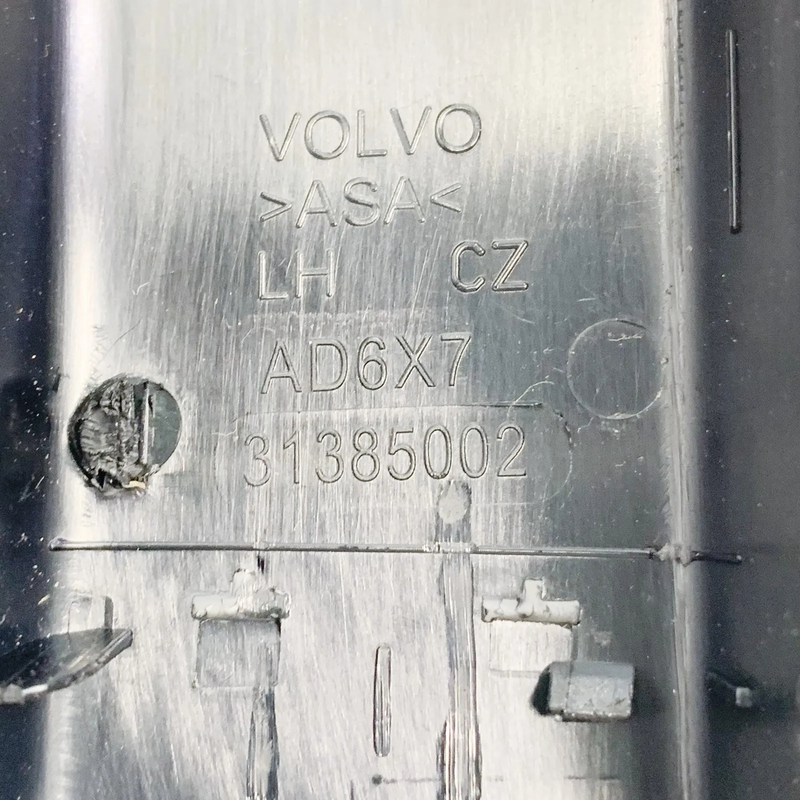 VOLVO
>ASA<
LH CZ
AD6X7
31385002